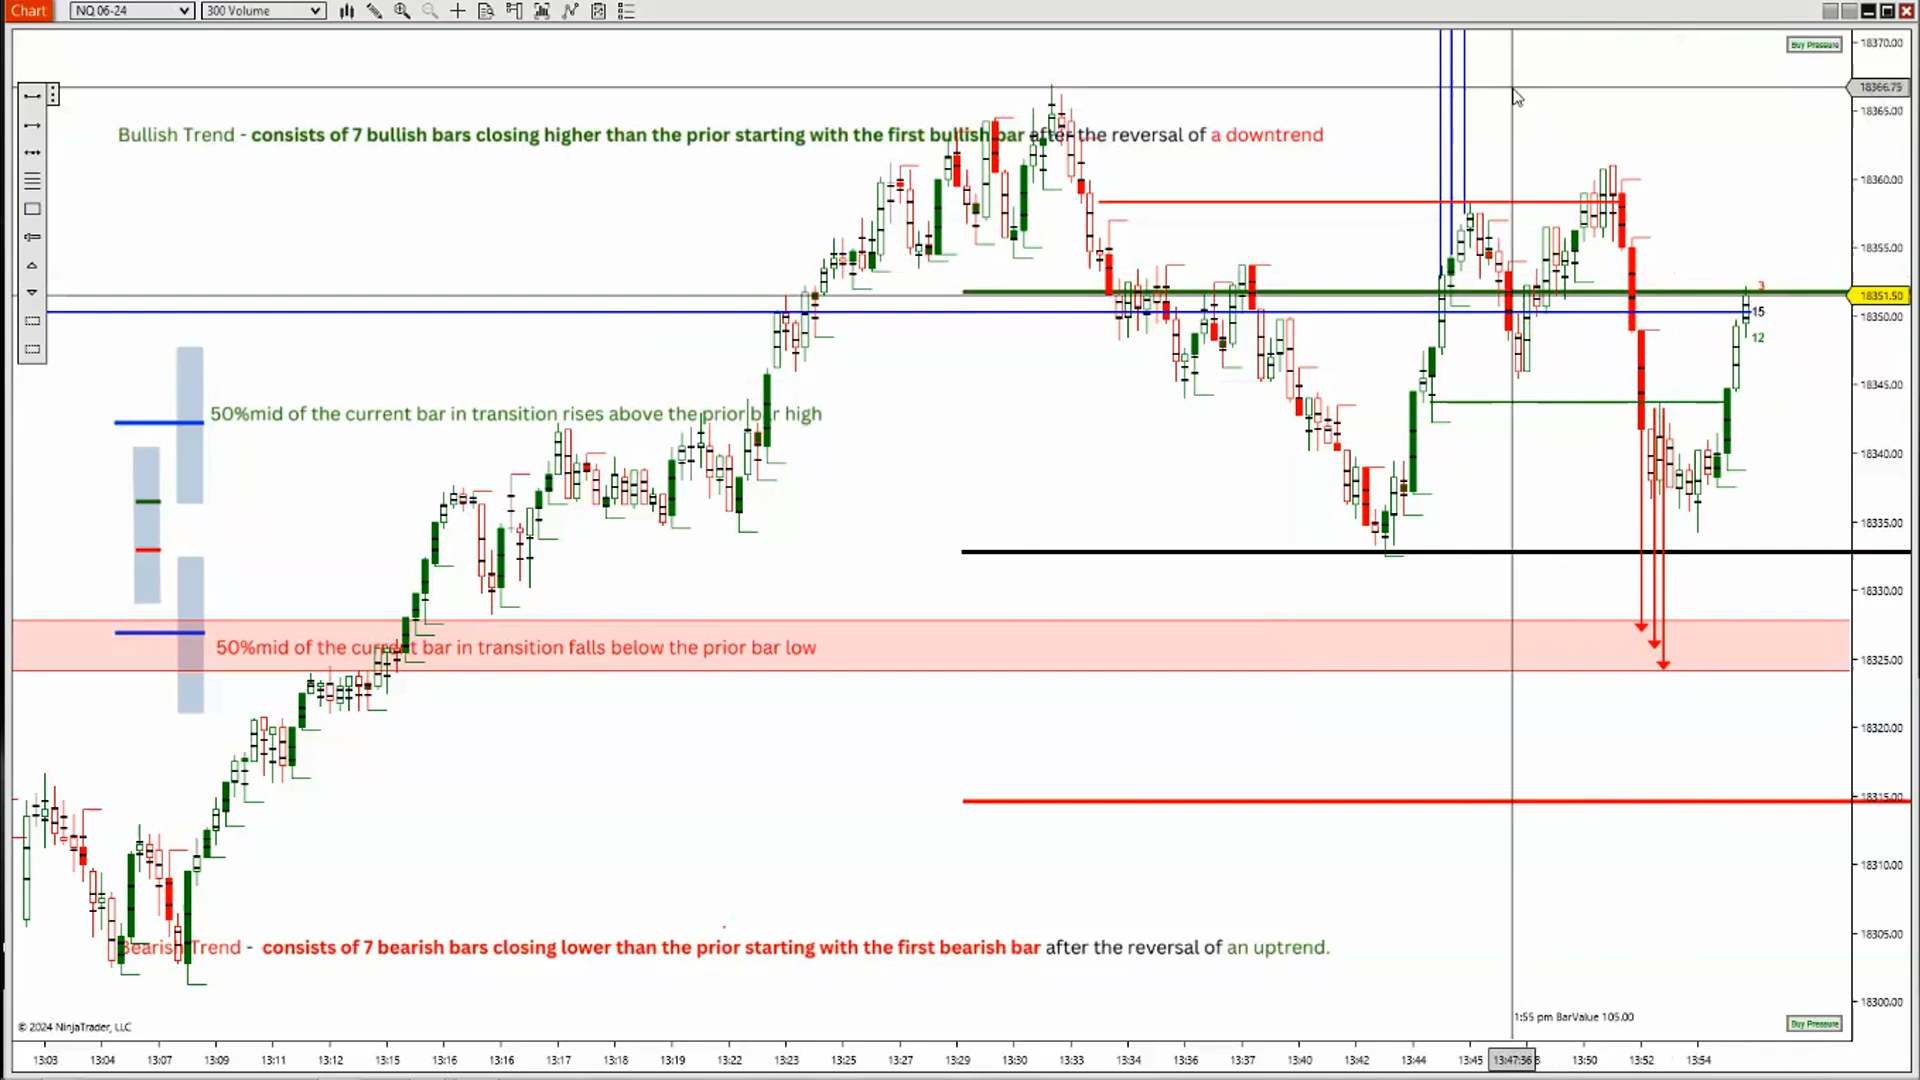 Chart
NQ 06-24
300 Volume
Buy Pressure
18370.00
18366.75
18365.00
Bullish Trend - consists of 7 bullish bars closing higher than the prior starting with the first bullish bar after the reversal of a downtrend
18360.00
18355.00
3
18351.50
15
18350.00
12
18345.00
50%mid of the current bar in transition rises above the prior bar high
18340.00
18335.00
18330.00
50%mid of the current bar in transition falls below the prior bar low
18325.00
18320.00
18315.00
18310.00
18305.00
Bearish Trend - consists of 7 bearish bars closing lower than the prior starting with the first bearish bar after the reversal of an uptrend.
18300.00
1:55 pm BarValue 105.00
Buy Pressure
© 2024 NinjaTrader, LLC
13:03 13:04 13:07 13:09 13:11 13:12 13:15 13:16 13:16 13:17 13:19 13:22 13:23 13:25 13:27 13:29 13:30 13:33 13:34 13:36 13:37 13:40 13:42 13:44 13:45 13:47:36 13:50 13:52 13:54